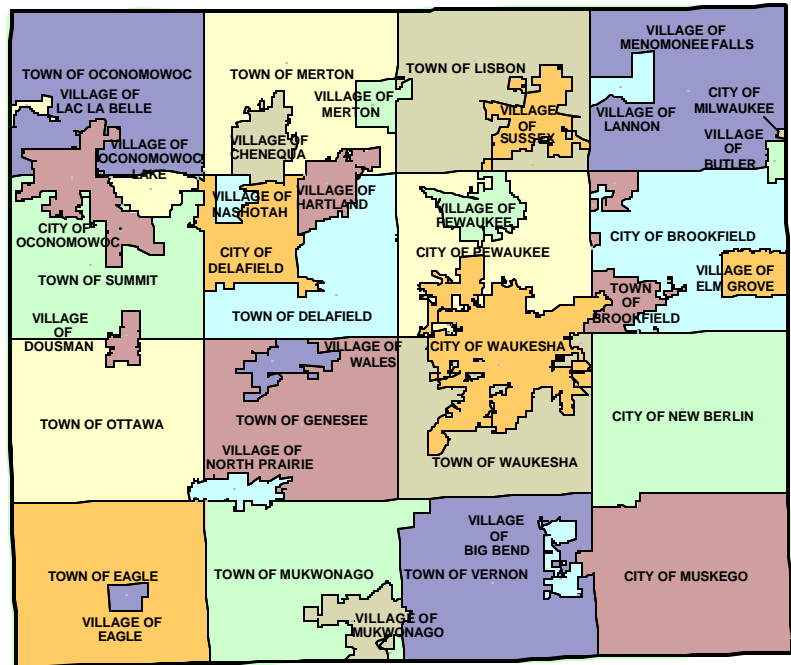 VILLAGE OF
MENOMONEE FALLS
TOWN OF OCONOMOWOC
TOWN OF MERTON
TOWN OF LISBON
VILLAGE OF
LAC LA BELLE
VILLAGE OF
MERTON
CITY OF
MILWAUKEE
VILLAGE
OF
SUSSEX
VILLAGE OF
LANNON
VILLAGE
OF
BUTLER
VILLAGE OF
OCONOMOWOC
LAKE
VILLAGE OF
CHENEQUA
VILLAGE OF
NASHOTAH
VILLAGE OF
HARTLAND
VILLAGE OF
PEWAUKEE
CITY OF
OCONOMOWOC
CITY OF
DELAFIELD
CITY OF PEWAUKEE
CITY OF BROOKFIELD
TOWN OF SUMMIT
VILLAGE OF
ELM GROVE
TOWN
OF
BROOKFIELD
VILLAGE
OF
DOUSMAN
TOWN OF DELAFIELD
VILLAGE OF
WALES
CITY OF WAUKESHA
TOWN OF OTTAWA
TOWN OF GENESEE
CITY OF NEW BERLIN
VILLAGE OF
NORTH PRAIRIE
TOWN OF WAUKESHA
VILLAGE
OF
BIG BEND
TOWN OF EAGLE
TOWN OF MUKWONAGO
TOWN OF VERNON
CITY OF MUSKEGO
VILLAGE OF
EAGLE
VILLAGE OF
MUKWONAGO